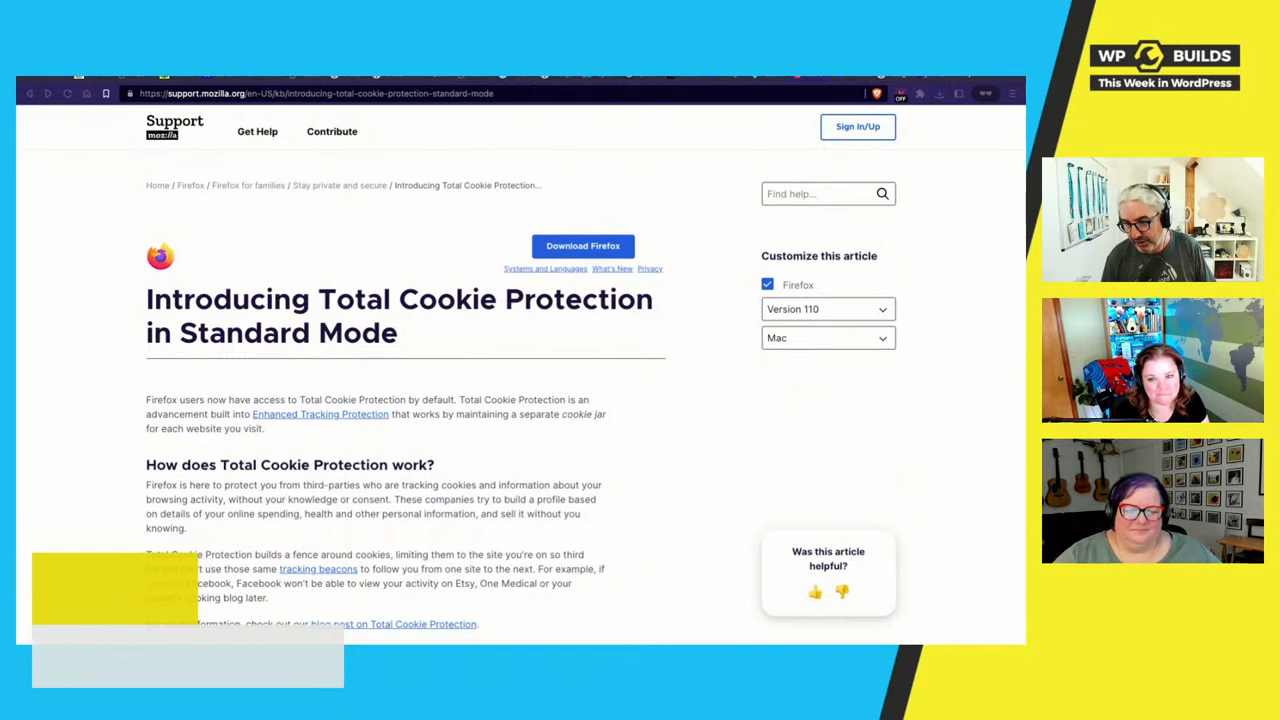 WP BUILDS
This Week in WordPress
https://support.mozilla.org/en-US/kb/introducing-total-cookie-protection-standard-mode
OFF
Support
moz://a
Get Help
Contribute
Sign In/Up
Home / Firefox / Firefox for families / Stay private and secure / Introducing Total Cookie Protection...
Find help...
Download Firefox
Systems and Languages What's New Privacy
Introducing Total Cookie Protection
in Standard Mode
Customize this article
Firefox
Version 110
Mac
Firefox users now have access to Total Cookie Protection by default. Total Cookie Protection is an
advancement built into Enhanced Tracking Protection that works by maintaining a separate cookie jar
for each website you visit.
How does Total Cookie Protection work?
Firefox is here to protect you from third-parties who are tracking cookies and information about your
browsing activity, without your knowledge or consent. These companies try to build a profile based
on details of your online spending, health and other personal information, and sell it without you
knowing.
Total Cookie Protection builds a fence around cookies, limiting them to the site you're on so third
use those same tracking beacons to follow you from one site to the next. For example, if
Facebook, Facebook won't be able to view your activity on Etsy, One Medical or your
blog later.
information, check out our blog post on Total Cookie Protection.
Was this article
helpful?